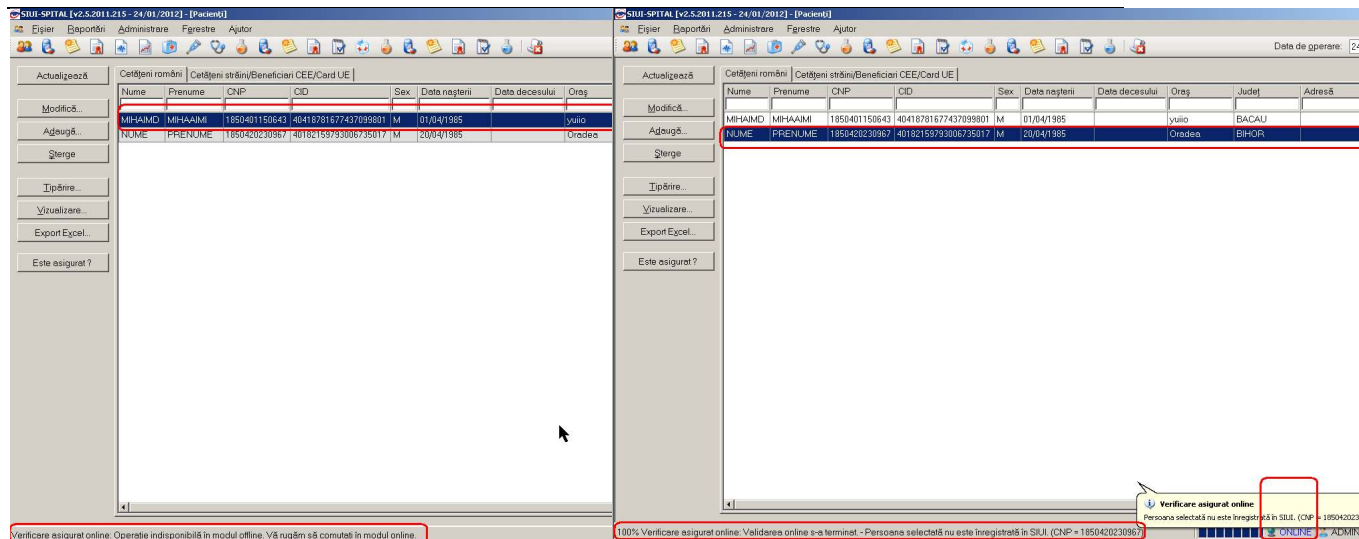 SIUI-SPITAL [v2.5.2011.215 - 24/01/2012] - [Pacienți]
Fișier Raportări Administrare Ferestre Ajutor
Actualizează
Modifică...
Adaugă...
Șterge
Tipărire...
Vizualizare...
Export Excel...
Este asigurat ?
Cetățeni români Cetățeni străini/Beneficiari CEE/Card UE
Nume Prenume CNP CID Sex Data nașterii Data decesului Oraș
MIHAIMD MIHAAIMI 1850401150643 40418781677437099801 M 01/04/1985 yuiio
NUME PRENUME 1850420230967 40182159793006735017 M 20/04/1985 Oradea
Verificare asigurat online: Operație indisponibilă în modul offline. Vă rugăm să comutați în modul online.
SIUI-SPITAL [v2.5.2011.215 - 24/01/2012] - [Pacienți]
Fișier Raportări Administrare Ferestre Ajutor
Data de operare: 24
Actualizează
Modifică...
Adaugă...
Șterge
Tipărire...
Vizualizare...
Export Excel...
Este asigurat ?
Cetățeni români Cetățeni străini/Beneficiari CEE/Card UE
Nume Prenume CNP CID Sex Data nașterii Data decesului Oraș Județ Adresă
MIHAIMD MIHAAIMI 1850401150643 40418781677437099801 M 01/04/1985 yuiio BACAU
NUME PRENUME 1850420230967 40182159793006735017 M 20/04/1985 Oradea BIHOR
Verificare asigurat online
Persoana selectată nu este înregistrată în SIUI. (CNP = 185042023
100% Verificare asigurat online: Validarea online s-a terminat. - Persoana selectată nu este înregistrată în SIUI. (CNP = 1850420230967)
ONLINE ADMIN